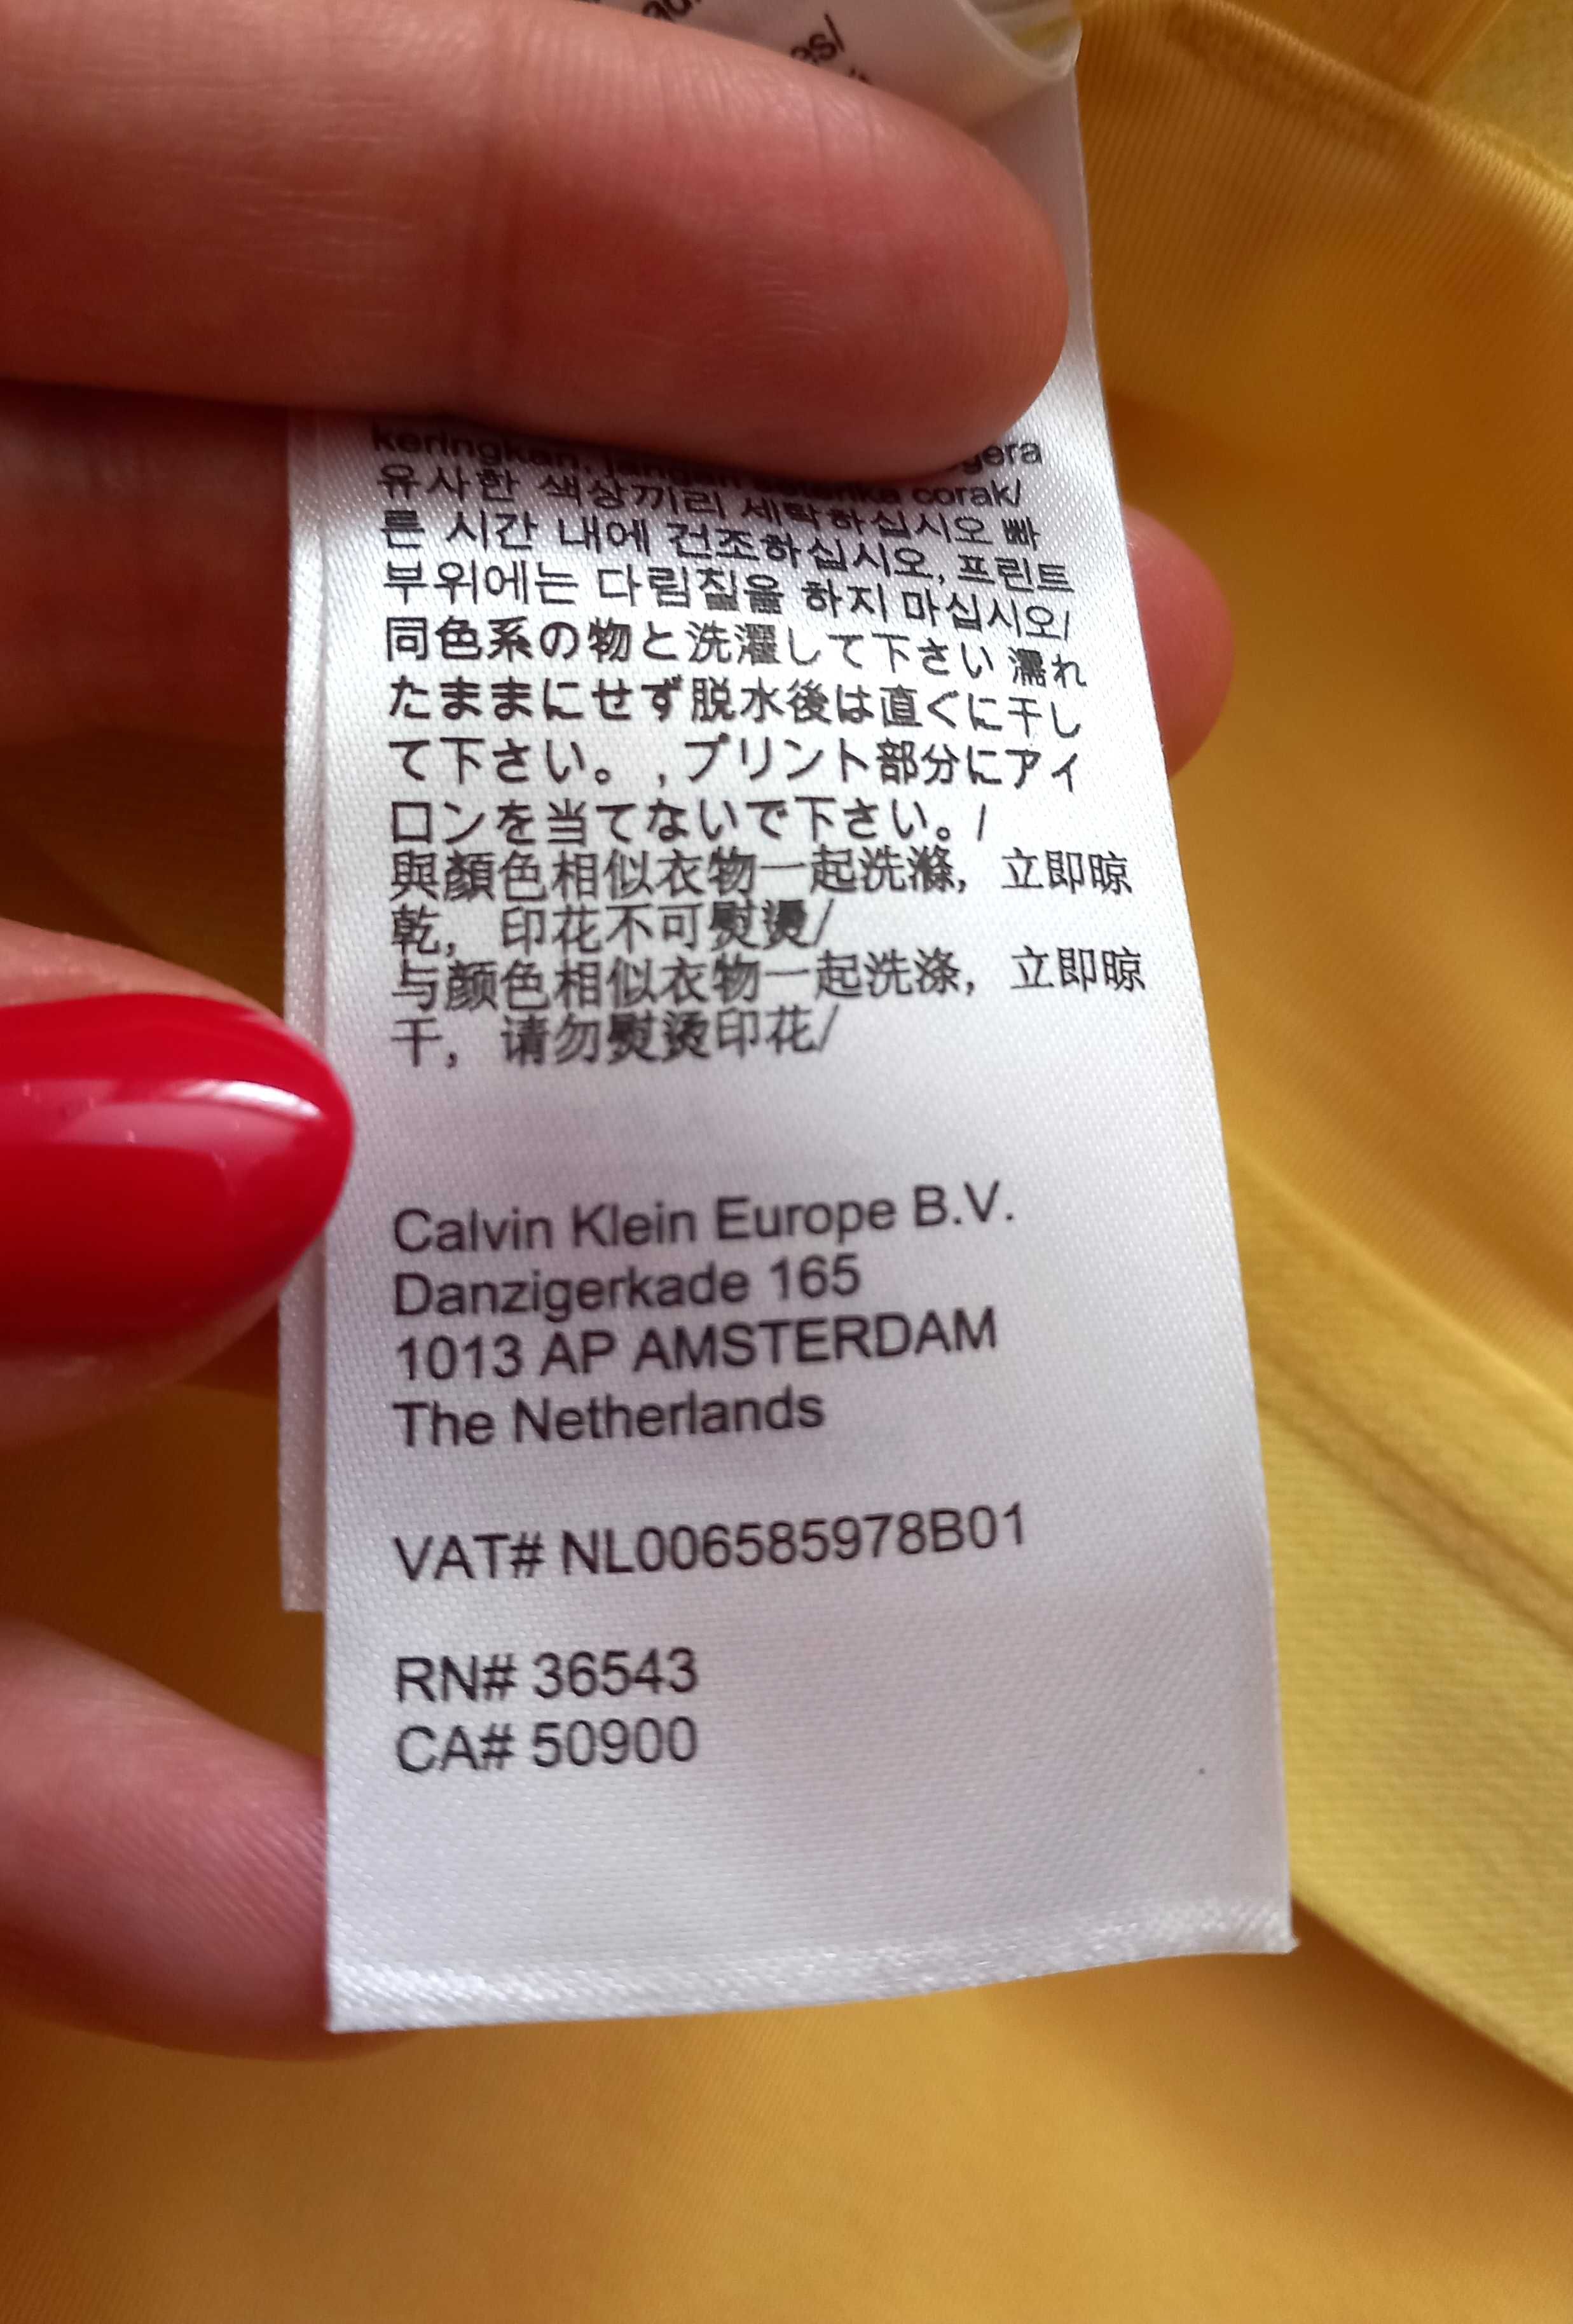 es/
keringkan, jangan corak/
유사한 색상끼리 세탁하십시오 빠
른 시간 내에 건조하십시오, 프린트
부위에는 다림칠을 하지 마십시오/
同色系の物と洗濯して下さい 濡れ
たままにせず脱水後は直ぐに干し
て下さい。,プリント部分にアイ
ロンを当てないで下さい。/
與顏色相似衣物一起洗滌, 立即晾
乾, 印花不可熨燙/
与颜色相似衣物一起洗涤, 立即晾
干, 请勿熨烫印花/
Calvin Klein Europe B.V.
Danzigerkade 165
1013 AP AMSTERDAM
The Netherlands
VAT# NL006585978B01
RN# 36543
CA# 50900